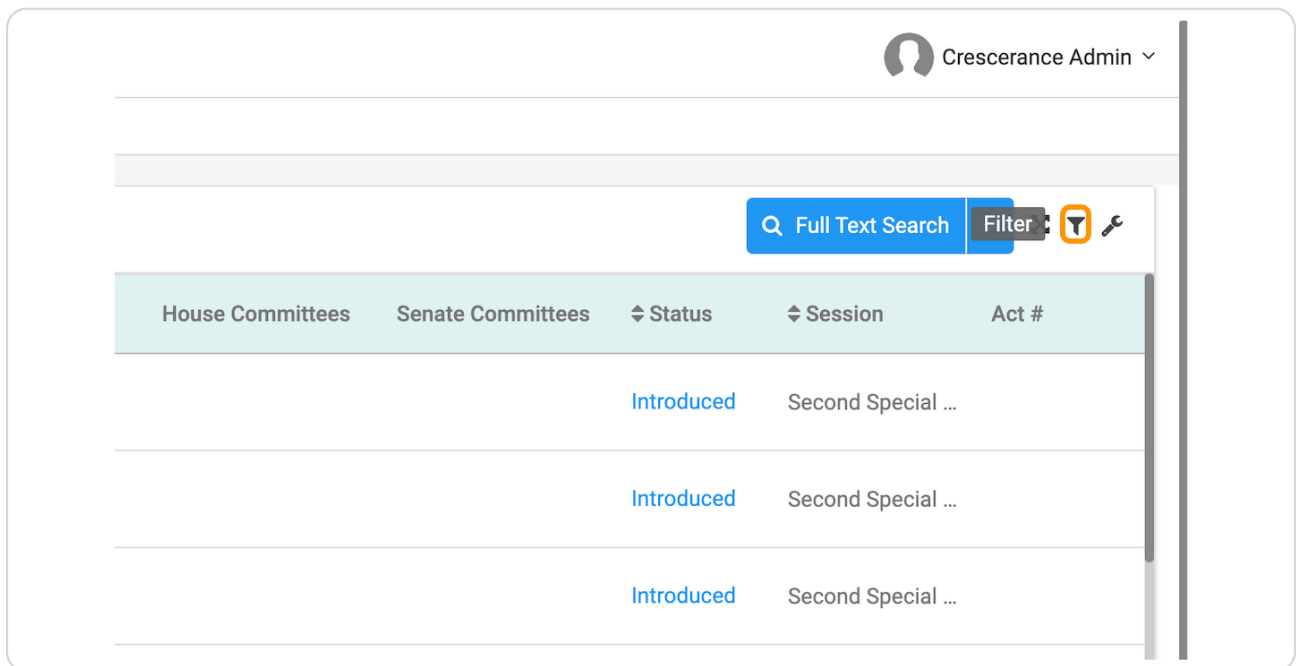 Crescerance Admin
Full Text Search
Filter
House Committees Senate Committees Status Session Act #
Introduced Second Special ...
Introduced Second Special ...
Introduced Second Special ...